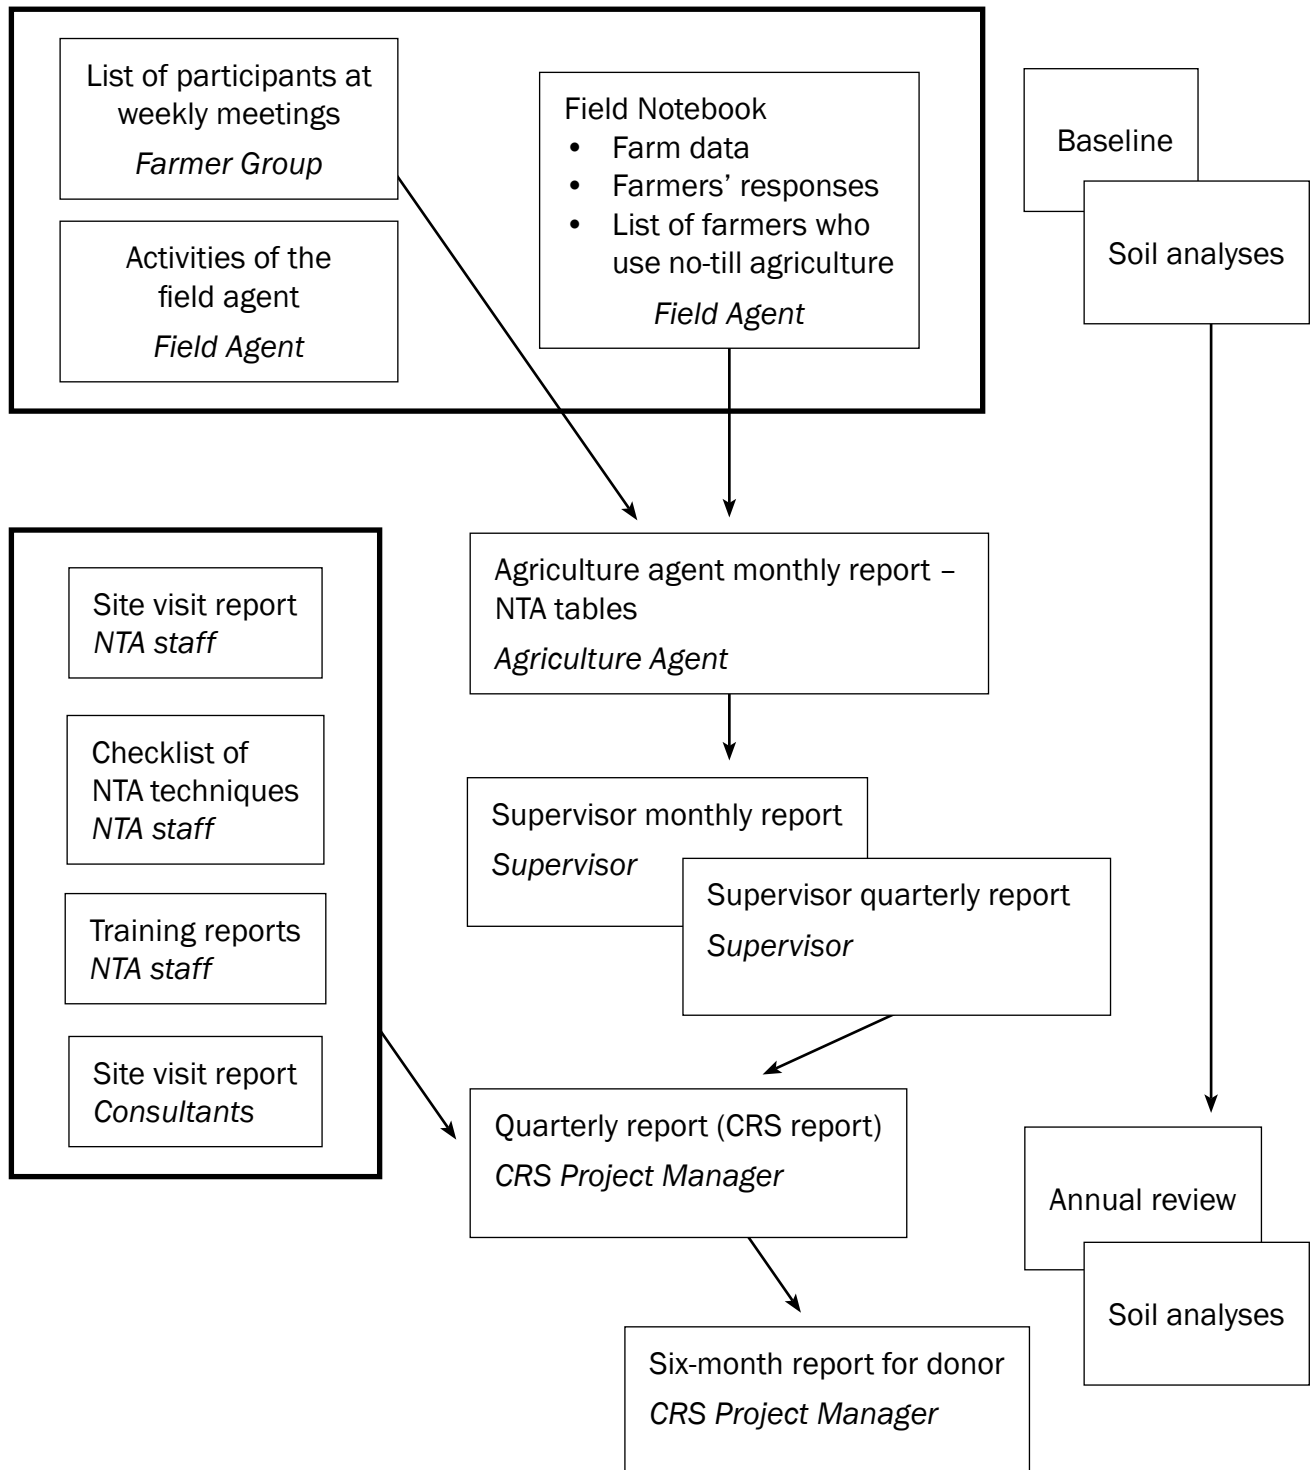 List of participants at
weekly meetings
Farmer Group
Activities of the
field agent
Field Agent
Field Notebook
• Farm data
• Farmers’ responses
• List of farmers who
use no-till agriculture
Field Agent
Baseline
Soil analyses
Site visit report
NTA staff
Checklist of
NTA techniques
NTA staff
Training reports
NTA staff
Site visit report
Consultants
Agriculture agent monthly report –
NTA tables
Agriculture Agent
Supervisor monthly report
Supervisor
Supervisor quarterly report
Supervisor
Quarterly report (CRS report)
CRS Project Manager
Six-month report for donor
CRS Project Manager
Annual review
Soil analyses